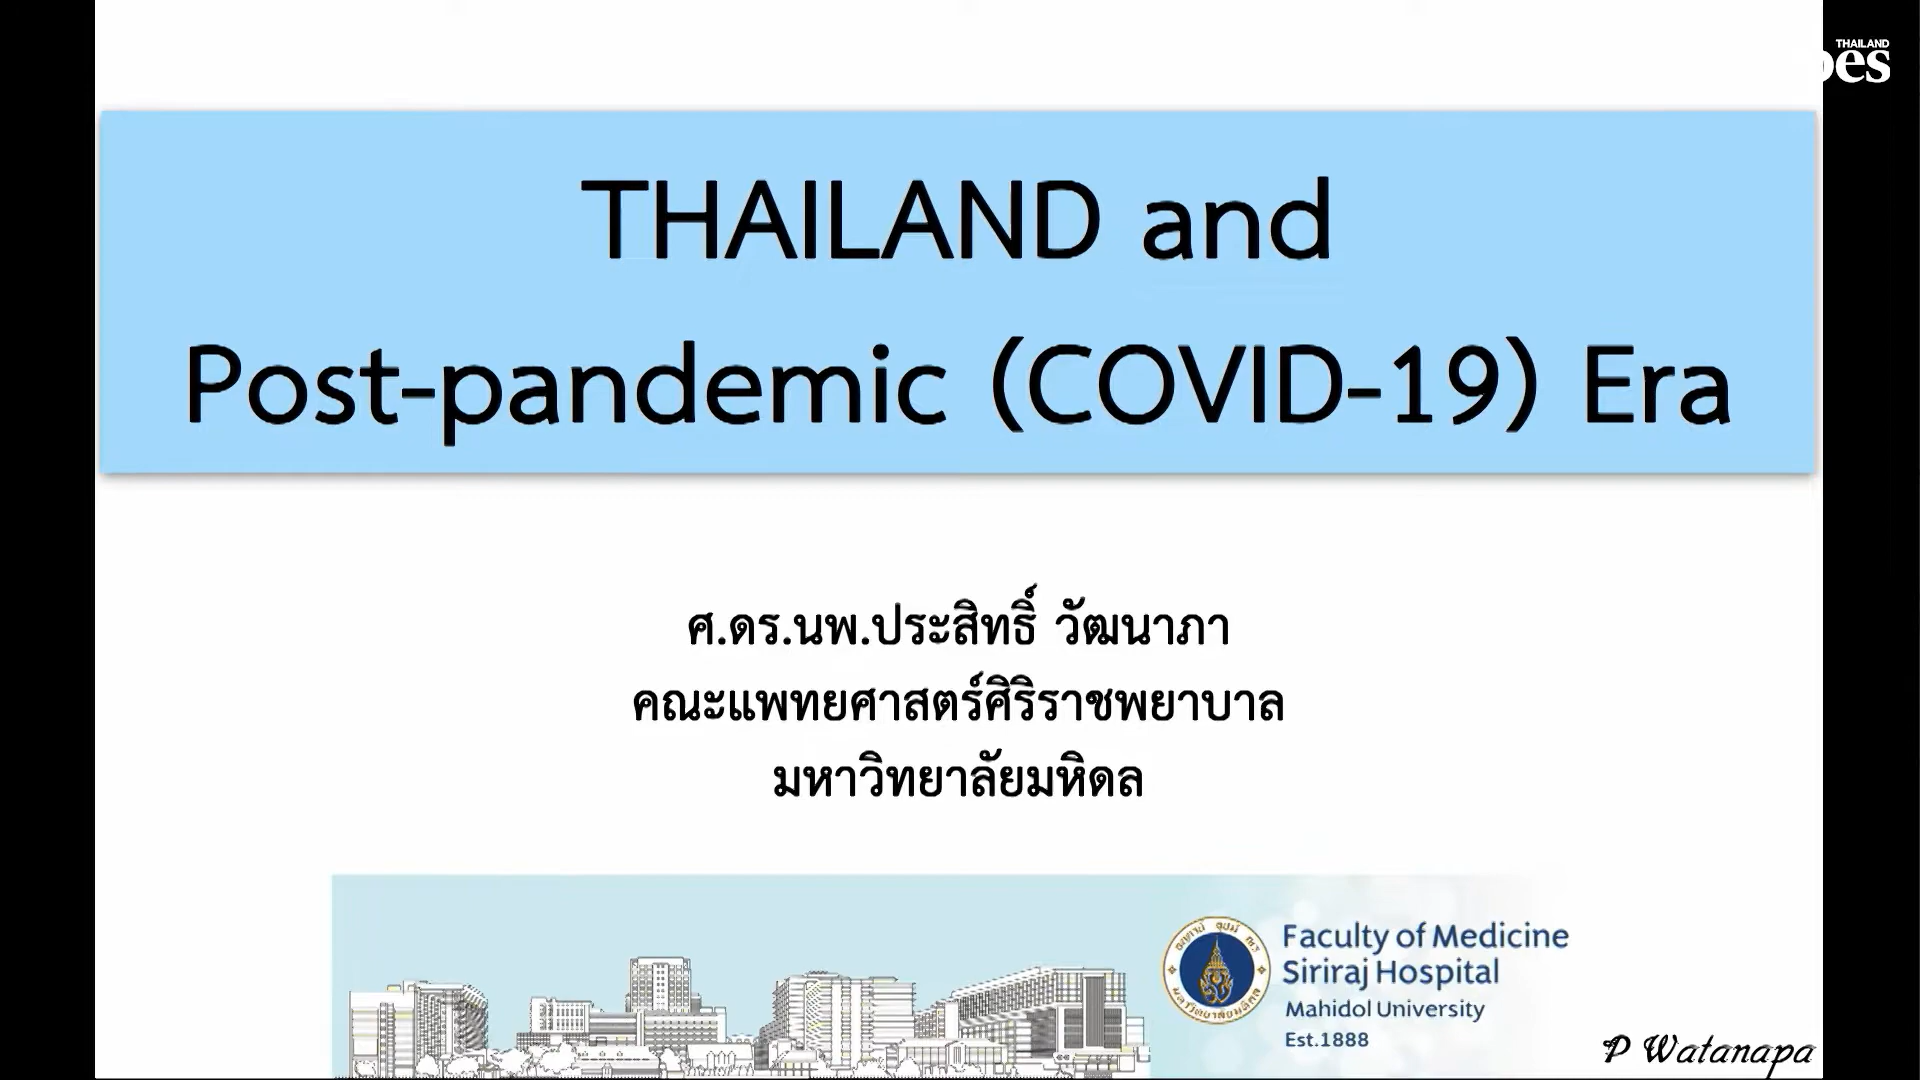 THAILAND
bes
THAILAND and
Post-pandemic (COVID-19) Era
ศ.ดร.นพ.ประสิทธิ์ วัฒนาภา
คณะแพทยศาสตร์ศิริราชพยาบาล
มหาวิทยาลัยมหิดล
Faculty of Medicine
Siriraj Hospital
Mahidol University
Est.1888
P Watanapa